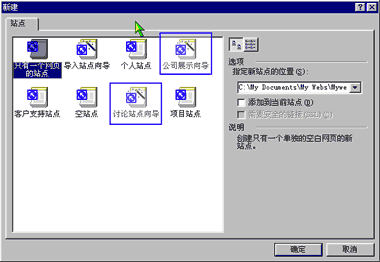 新建
站点
只有一个网页的站点
导入站点向导
个人站点
公司展示向导
客户支持站点
空站点
讨论站点向导
项目站点
选项
指定新站点的位置(S):
C:\My Documents\My Webs\Mywe
添加到当前站点(D)
需要安全的链接(SSL)(C)
说明
创建只有一个单独的空白网页的新
站点。
确定
取消